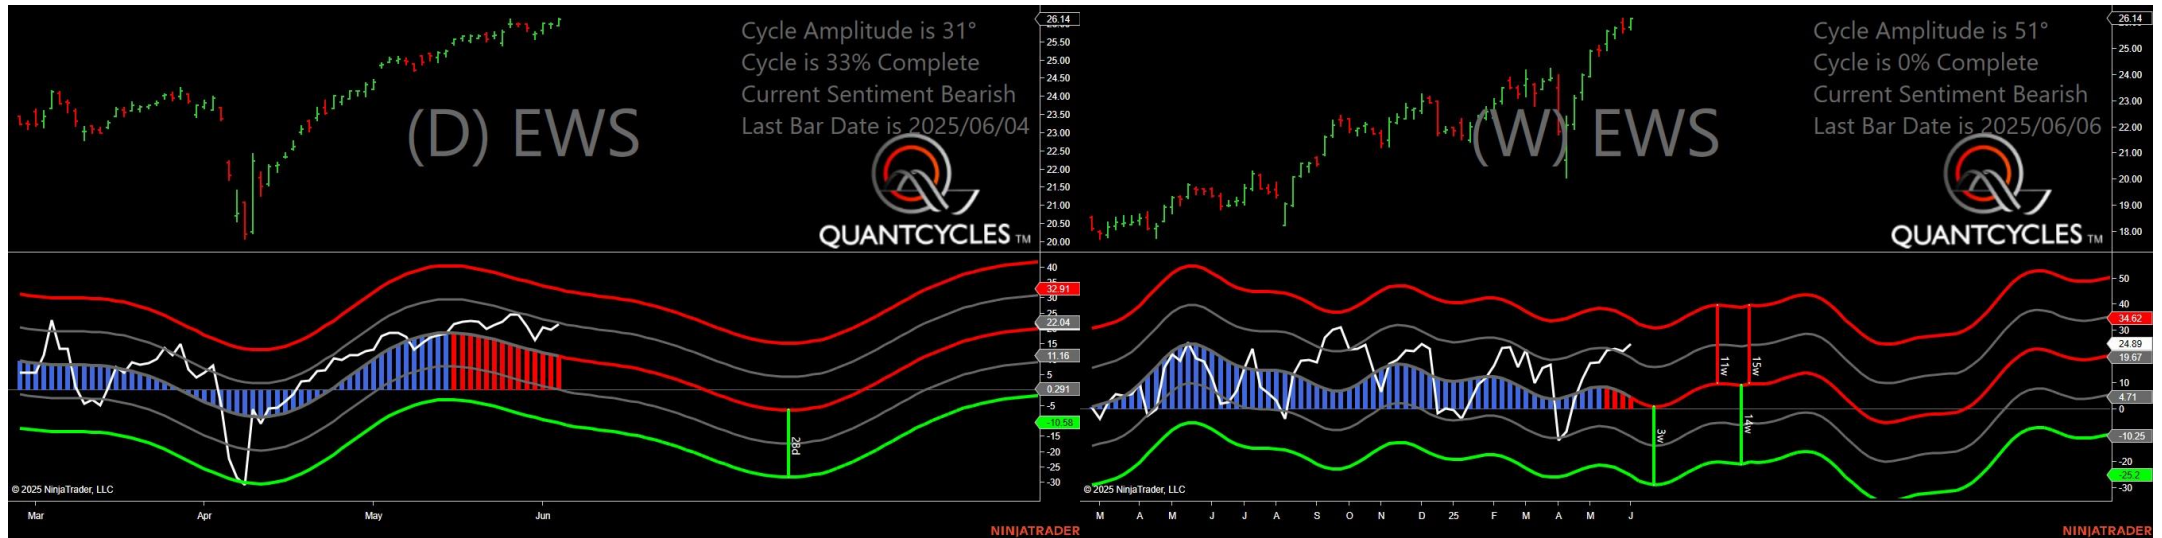 Cycle Amplitude is 31°
Cycle is 33% Complete
Current Sentiment Bearish
Last Bar Date is 2025/06/04
(D) EWS
QUANTCYCLES TM
26.14
25.50
25.00
24.50
24.00
23.50
23.00
22.50
22.00
21.50
21.00
20.50
20.00
40
32.91
30
22.04
15
11.16
5
0.291
-5
-10.58
-15
-20
-25
-30
28d
© 2025 NinjaTrader, LLC
Mar Apr May Jun
NINJATRADER
Cycle Amplitude is 51°
Cycle is 0% Complete
Current Sentiment Bearish
Last Bar Date is 2025/06/06
(W) EWS
QUANTCYCLES TM
26.14
25.00
24.00
23.00
22.00
21.00
20.00
19.00
18.00
50
40
34.62
30
24.89
19.67
10
4.71
0
-10.25
-20
-25.2
-30
3w
11w
14w
15w
© 2025 NinjaTrader, LLC
M A M J J A S O N D 25 F M A M J
NINJATRADER